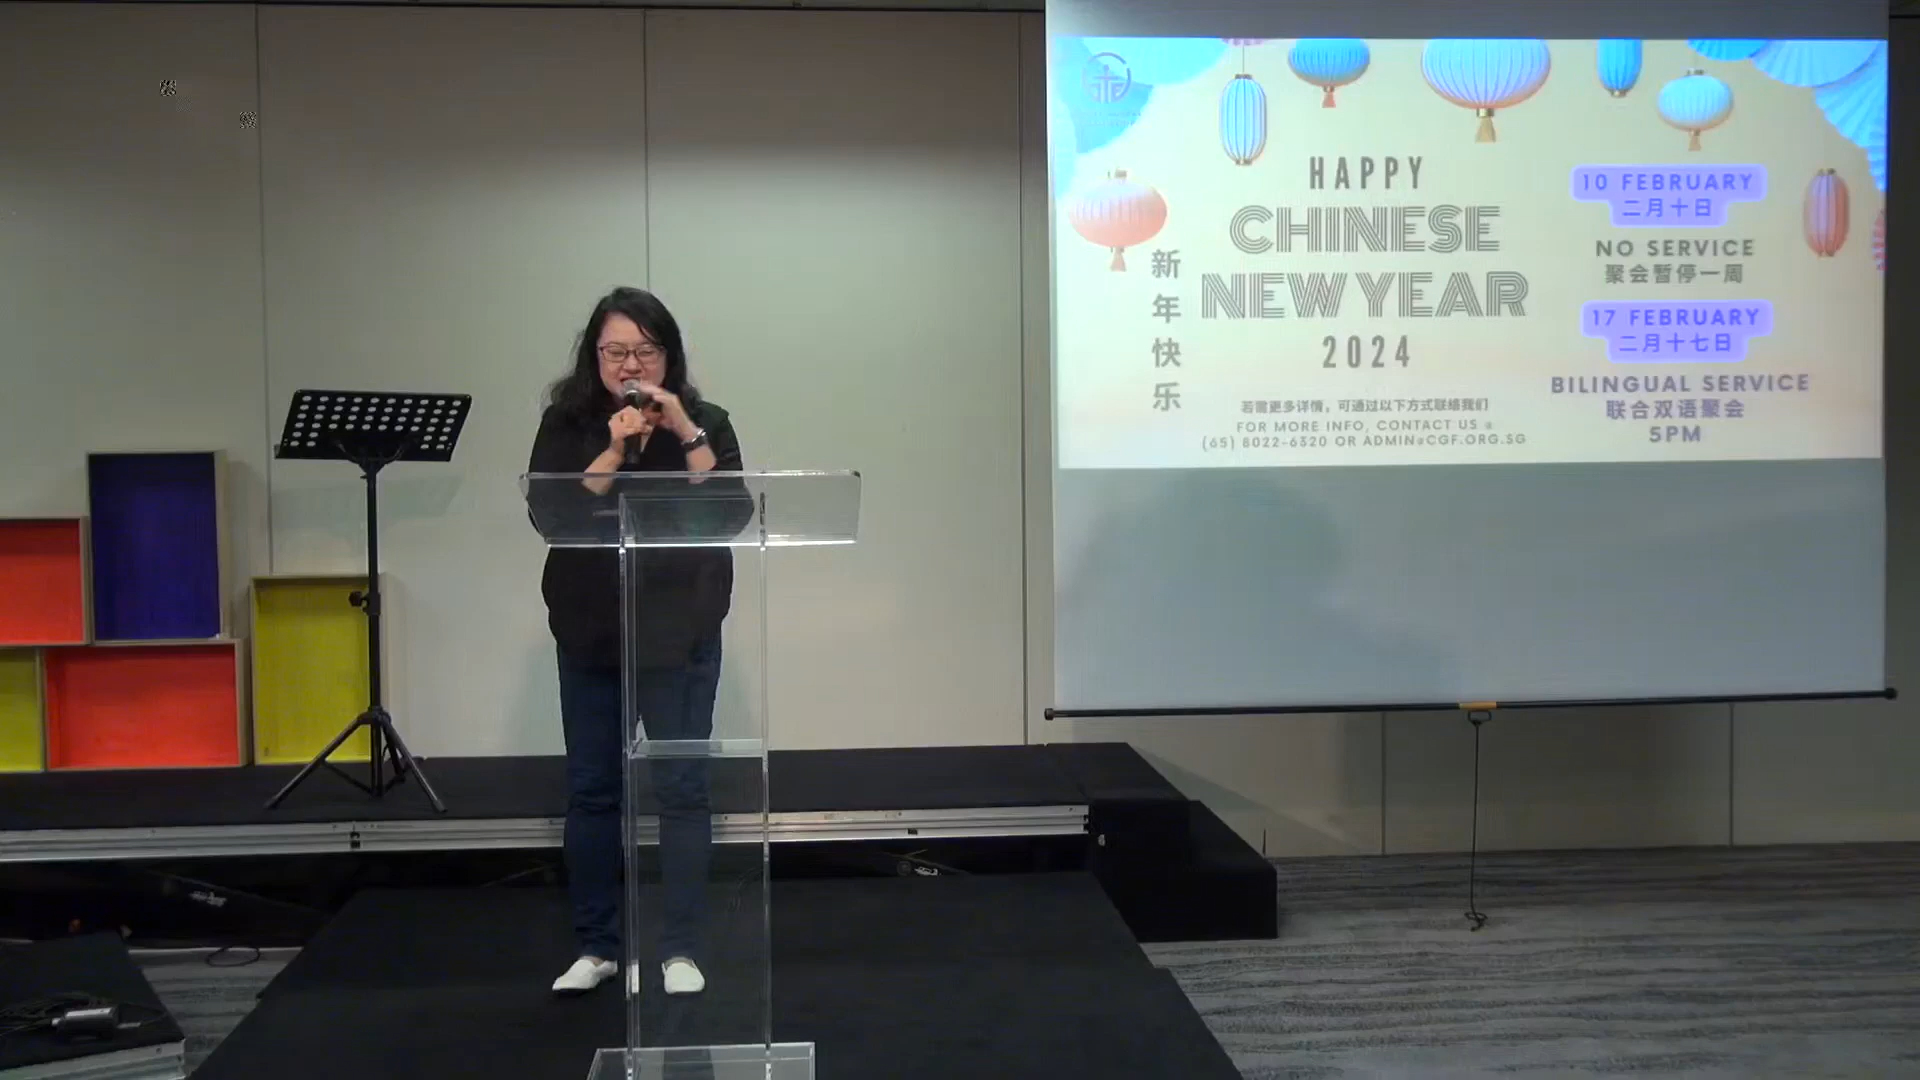 HAPPY
CHINESE
NEW YEAR
2024
新年快乐
若需更多详情，可通过以下方式联络我们
FOR MORE INFO, CONTACT US @
(65) 8022-6320 OR ADMIN@CGF.ORG.SG
10 FEBRUARY
二月十日
NO SERVICE
聚会暂停一周
17 FEBRUARY
二月十七日
BILINGUAL SERVICE
联合双语聚会
5PM